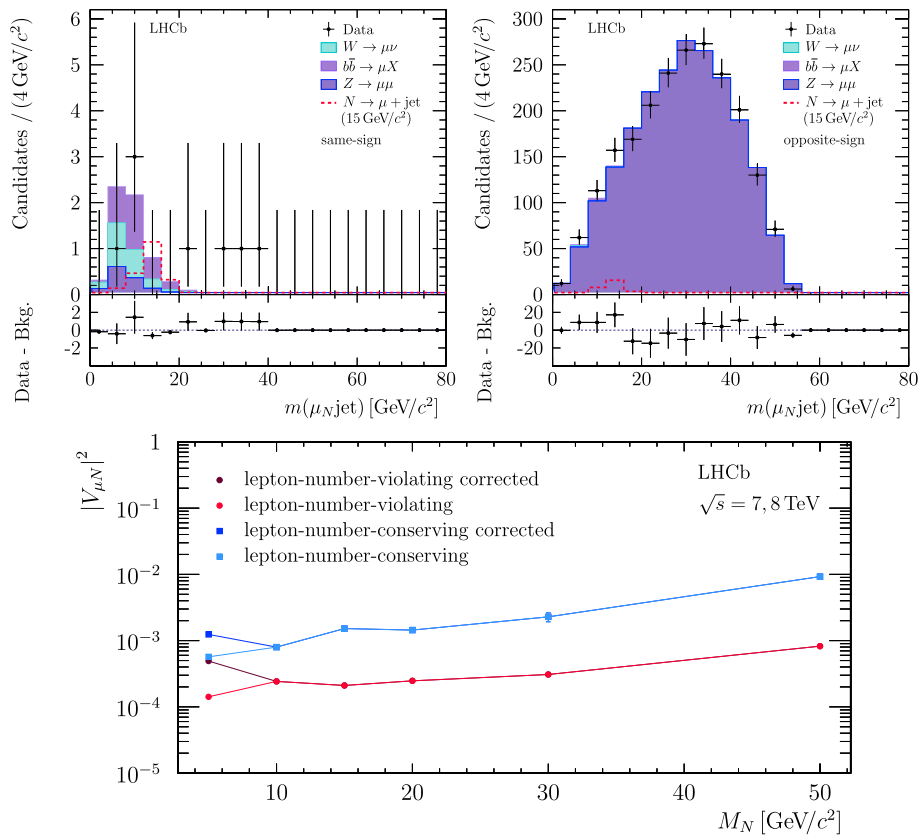 LHCb
Data
W → μν
bb̄ → μX
Z → μμ
N → μ + jet
(15 GeV/c²)
same-sign
Candidates / (4 GeV/c²)
6
5
4
3
2
1
0
Data - Bkg.
2
0
-2
0 20 40 60 80
m(μ_N jet) [GeV/c²]
LHCb
Data
W → μν
bb̄ → μX
Z → μμ
N → μ + jet
(15 GeV/c²)
opposite-sign
Candidates / (4 GeV/c²)
300
250
200
150
100
50
0
Data - Bkg.
20
0
-20
0 20 40 60 80
m(μ_N jet) [GeV/c²]
|V_μN|²
1
10⁻¹
10⁻²
10⁻³
10⁻⁴
10⁻⁵
lepton-number-violating corrected
lepton-number-violating
lepton-number-conserving corrected
lepton-number-conserving
LHCb
√s = 7, 8 TeV
10 20 30 40 50
M_N [GeV/c²]